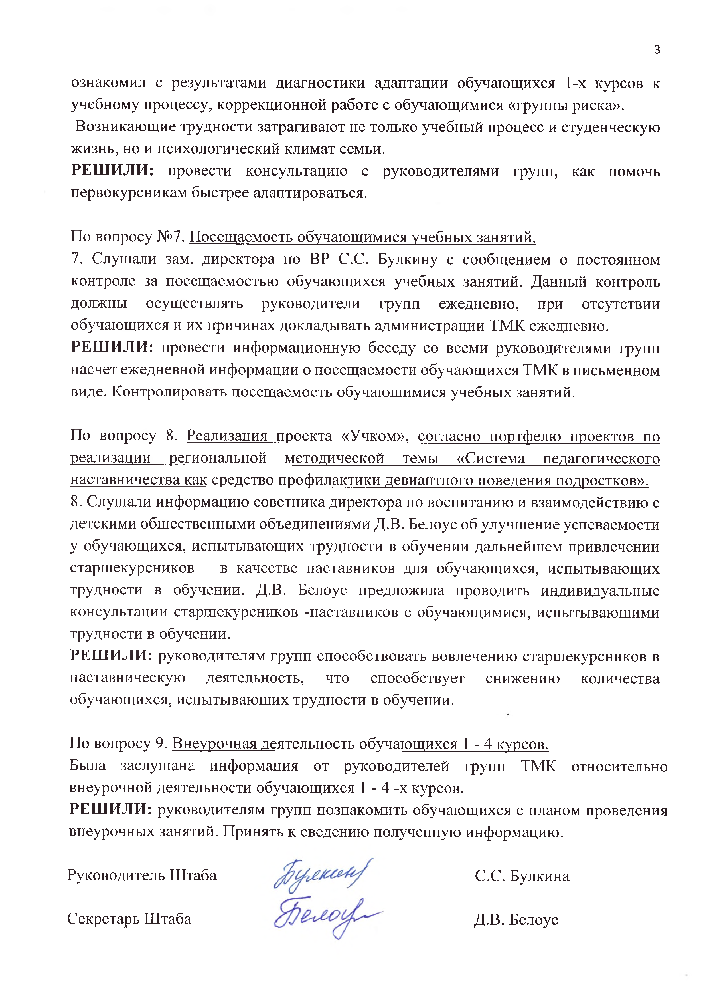 3
ознакомил с результатами диагностики адаптации обучающихся 1-х курсов к
учебному процессу, коррекционной работе с обучающимися «группы риска».
Возникающие трудности затрагивают не только учебный процесс и студенческую
жизнь, но и психологический климат семьи.
РЕШИЛИ: провести консультацию с руководителями групп, как помочь
первокурсникам быстрее адаптироваться.
По вопросу №7. Посещаемость обучающимися учебных занятий.
7. Слушали зам. директора по ВР С.С. Булкину с сообщением о постоянном
контроле за посещаемостью обучающихся учебных занятий. Данный контроль
должны осуществлять руководители групп ежедневно, при отсутствии
обучающихся и их причинах докладывать администрации ТМК ежедневно.
РЕШИЛИ: провести информационную беседу со всеми руководителями групп
насчет ежедневной информации о посещаемости обучающихся ТМК в письменном
виде. Контролировать посещаемость обучающимися учебных занятий.
По вопросу 8. Реализация проекта «Учком», согласно портфелю проектов по
реализации региональной методической темы «Система педагогического
наставничества как средство профилактики девиантного поведения подростков».
8. Слушали информацию советника директора по воспитанию и взаимодействию с
детскими общественными объединениями Д.В. Белоус об улучшение успеваемости
у обучающихся, испытывающих трудности в обучении дальнейшем привлечении
старшекурсников в качестве наставников для обучающихся, испытывающих
трудности в обучении. Д.В. Белоус предложила проводить индивидуальные
консультации старшекурсников -наставников с обучающимися, испытывающими
трудности в обучении.
РЕШИЛИ: руководителям групп способствовать вовлечению старшекурсников в
наставническую деятельность, что способствует снижению количества
обучающихся, испытывающих трудности в обучении.
По вопросу 9. Внеурочная деятельность обучающихся 1 - 4 курсов.
Была заслушана информация от руководителей групп ТМК относительно
внеурочной деятельности обучающихся 1 - 4 -х курсов.
РЕШИЛИ: руководителям групп познакомить обучающихся с планом проведения
внеурочных занятий. Принять к сведению полученную информацию.
Руководитель Штаба Булкин С.С. Булкина
Секретарь Штаба Белоус Д.В. Белоус